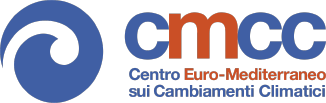 cmcc
Centro Euro-Mediterraneo
sui Cambiamenti Climatici